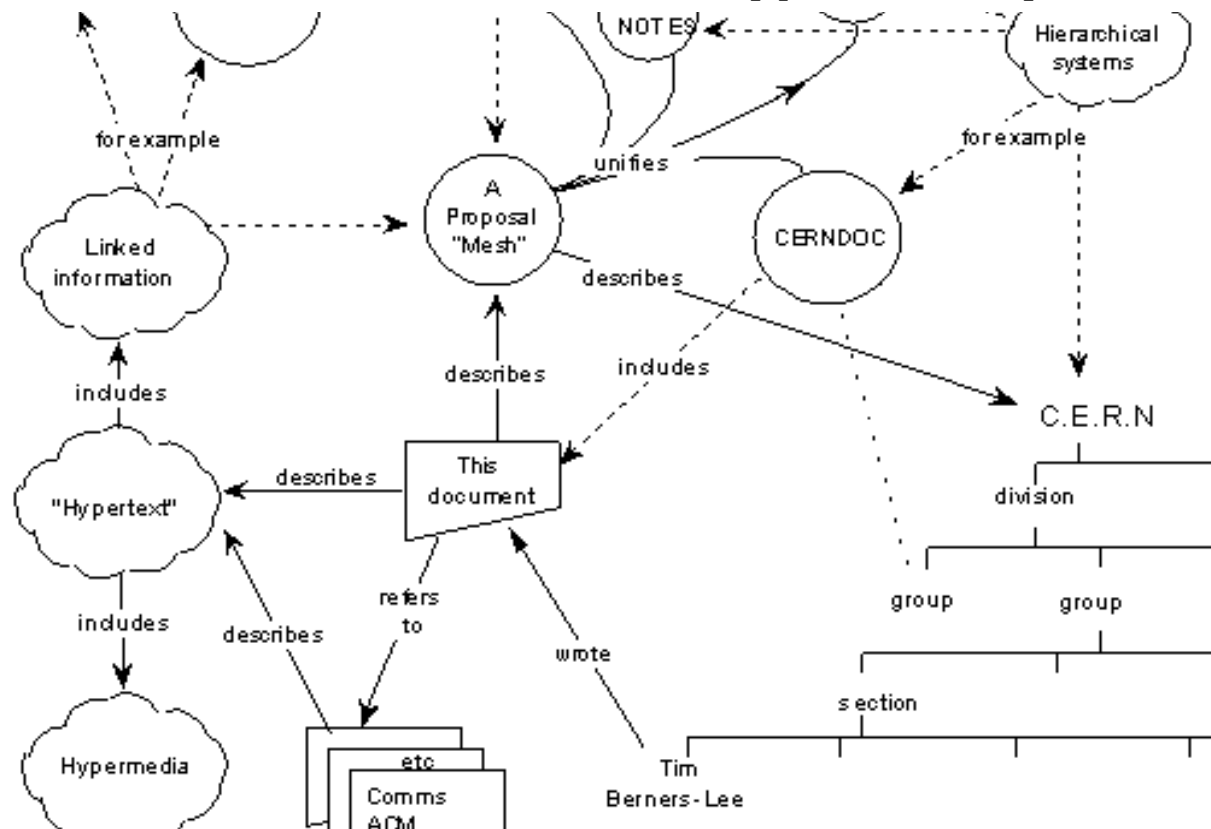 NOTES
Hierarchical
systems
for example
unifies
for example
A
Proposal
"Mesh"
CERNDOC
Linked
information
describes
includes
describes
includes
C.E.R.N
This
document
describes
"Hypertext"
division
refers
to
group
group
includes
describes
wrote
section
Hypermedia
etc
Tim
Berners-Lee
Comms
ACM